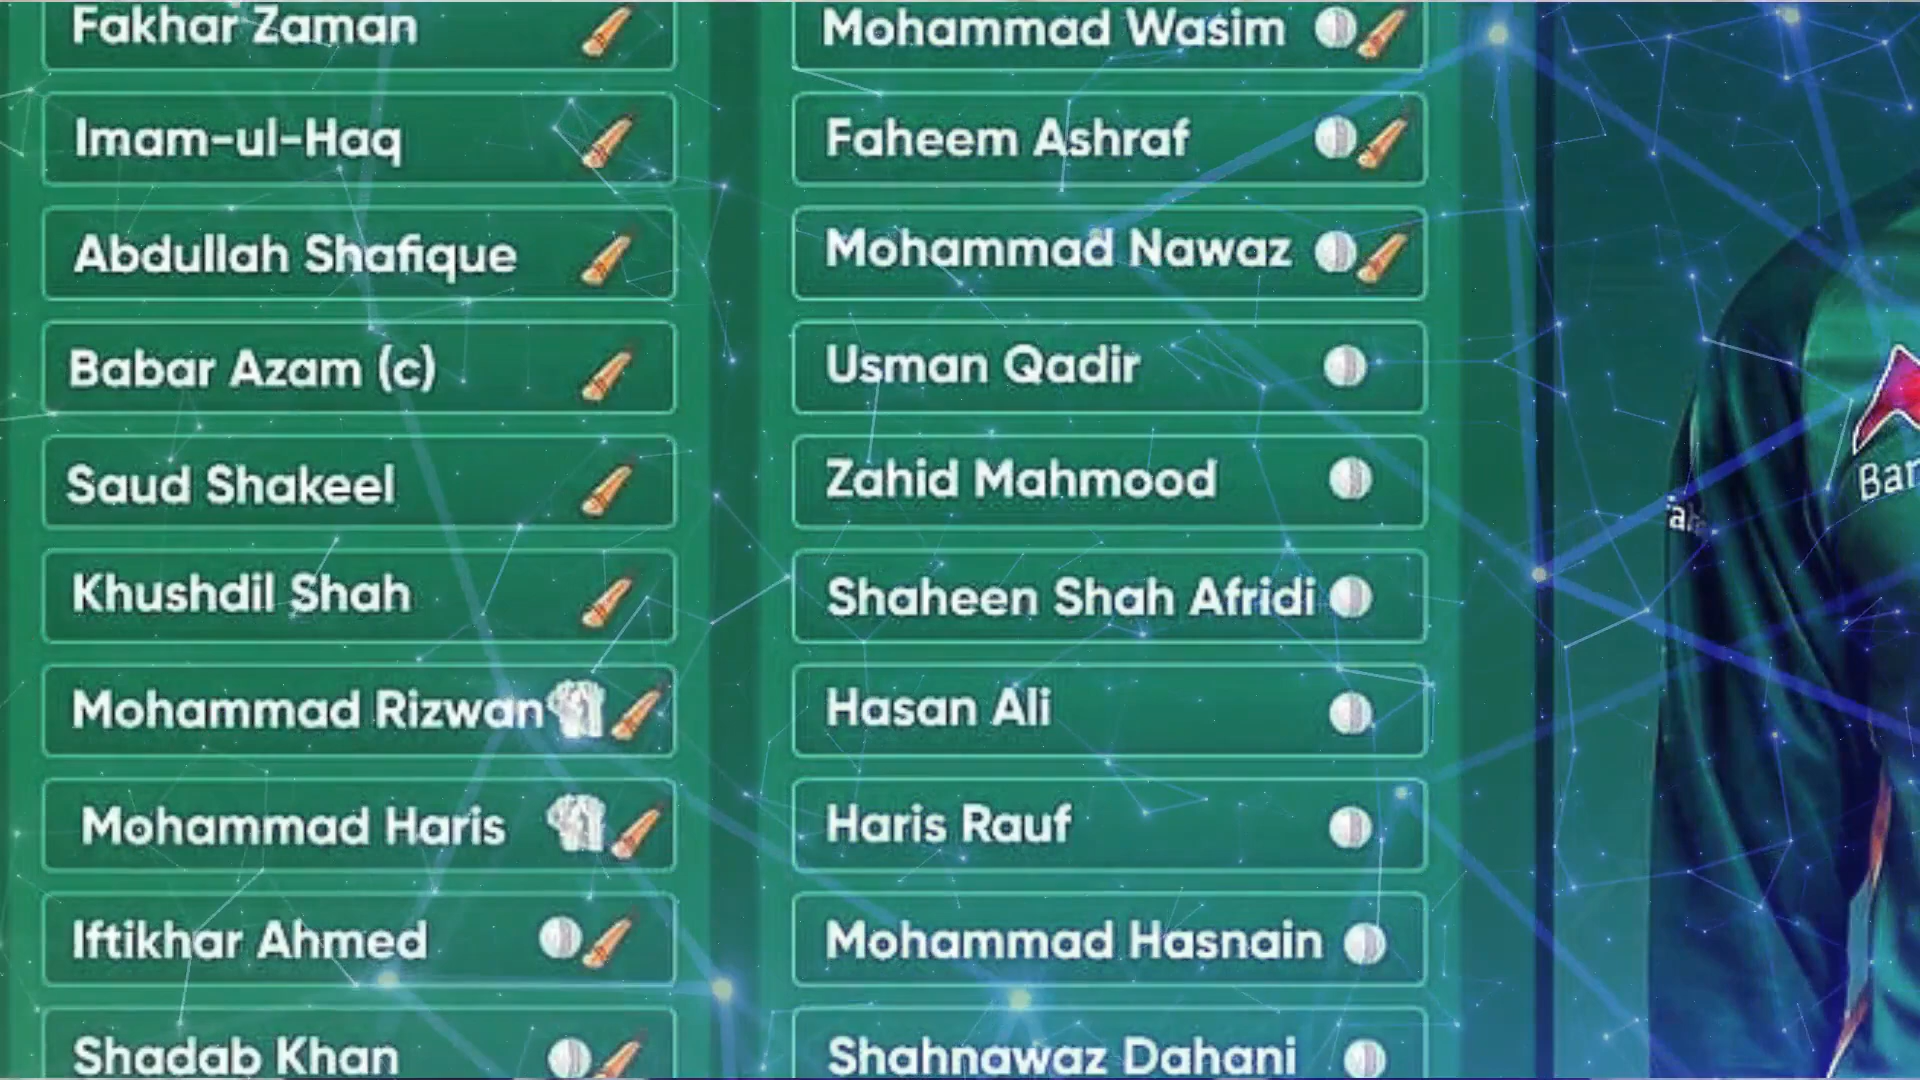 Fakhar Zaman
Imam-ul-Haq
Abdullah Shafique
Babar Azam (c)
Saud Shakeel
Khushdil Shah
Mohammad Rizwan
Mohammad Haris
Iftikhar Ahmed
Shadab Khan
Mohammad Wasim
Faheem Ashraf
Mohammad Nawaz
Usman Qadir
Zahid Mahmood
Shaheen Shah Afridi
Hasan Ali
Haris Rauf
Mohammad Hasnain
Shahnawaz Dahani